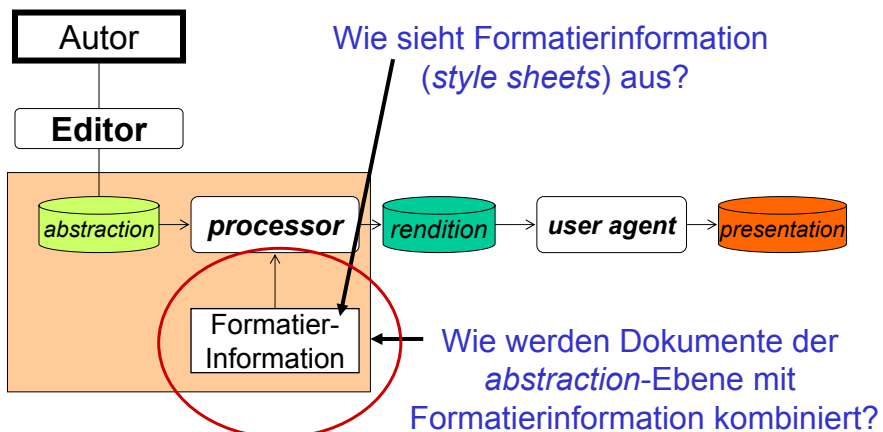 Autor
Wie sieht Formatierinformation
(style sheets) aus?
Editor
abstraction
processor
rendition
user agent
presentation
Formatier-
Information
Wie werden Dokumente der
abstraction-Ebene mit
Formatierinformation kombiniert?